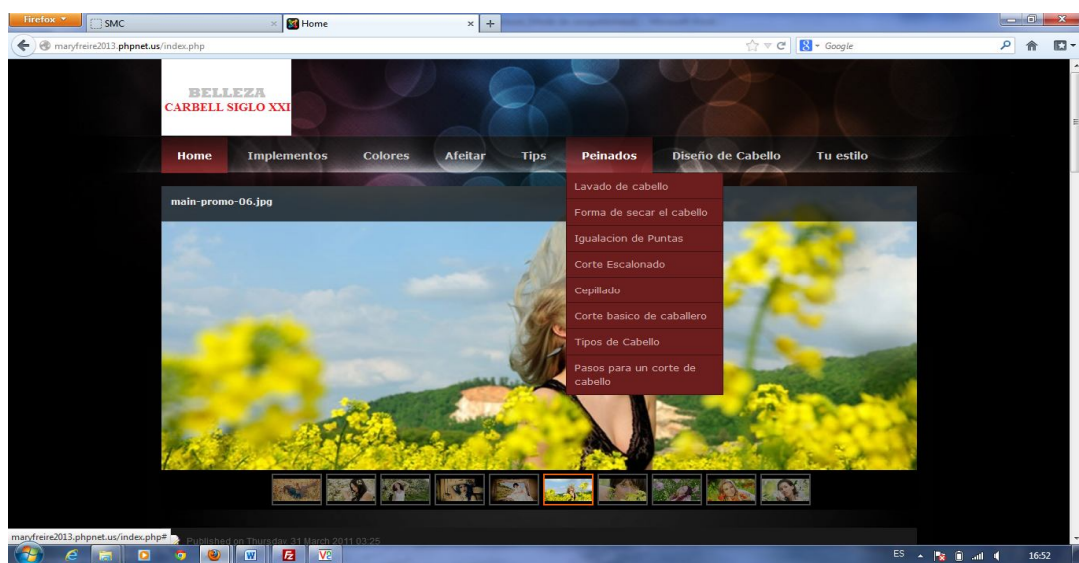 Firefox
SMC
Home
maryfreire2013.phpnet.us/index.php
Google
BELLEZA
CARBELL SIGLO XXI
Home Implementos Colores Afeitar Tips Peinados Diseño de Cabello Tu estilo
main-promo-06.jpg
Lavado de cabello
Forma de secar el cabello
Igualacion de Puntas
Corte Escalonado
Cepillado
Corte basico de caballero
Tipos de Cabello
Pasos para un corte de
cabello
maryfreire2013.phpnet.us/index.php#
Published on Thursday, 31 March 2011 03:25
ES
16:52